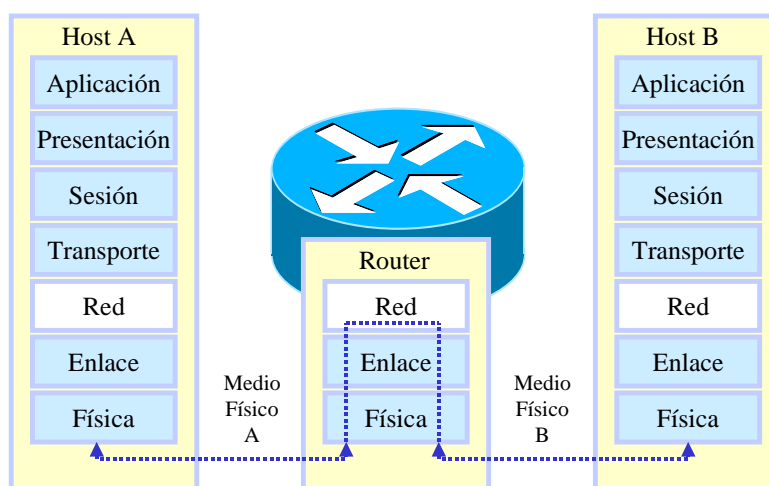 Host A
Aplicación
Presentación
Sesión
Transporte
Red
Enlace
Física
Medio
Físico
A
Router
Red
Enlace
Física
Medio
Físico
B
Host B
Aplicación
Presentación
Sesión
Transporte
Red
Enlace
Física